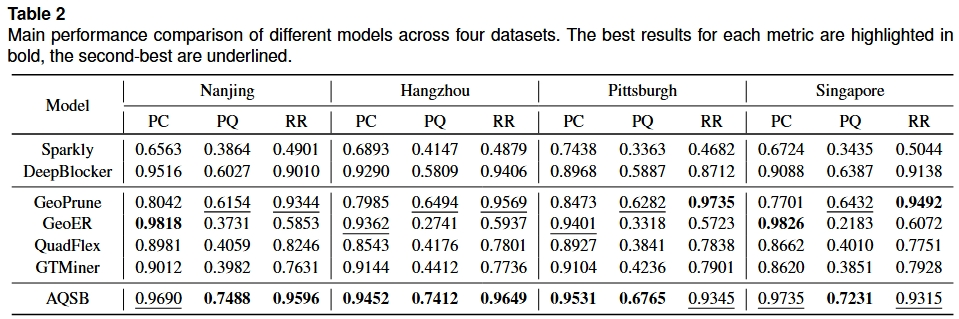 Table 2
Main performance comparison of different models across four datasets. The best results for each metric are highlighted in
bold, the second-best are underlined.
Model Nanjing Hangzhou Pittsburgh Singapore
PC PQ RR PC PQ RR PC PQ RR PC PQ RR
Sparkly 0.6563 0.3864 0.4901 0.6893 0.4147 0.4879 0.7438 0.3363 0.4682 0.6724 0.3435 0.5044
DeepBlocker 0.9516 0.6027 0.9010 0.9290 0.5809 0.9406 0.8968 0.5887 0.8712 0.9088 0.6387 0.9138
GeoPrune 0.8042 0.6154 0.9344 0.7985 0.6494 0.9569 0.8473 0.6282 0.9735 0.7701 0.6432 0.9492
GeoER 0.9818 0.3731 0.5853 0.9362 0.2741 0.5937 0.9401 0.3318 0.5723 0.9826 0.2183 0.6072
QuadFlex 0.8981 0.4059 0.8246 0.8543 0.4176 0.7801 0.8927 0.3841 0.7838 0.8662 0.4010 0.7751
GTMiner 0.9012 0.3982 0.7631 0.9144 0.4412 0.7736 0.9104 0.4236 0.7901 0.8620 0.3851 0.7928
AQSB 0.9690 0.7488 0.9596 0.9452 0.7412 0.9649 0.9531 0.6765 0.9345 0.9735 0.7231 0.9315